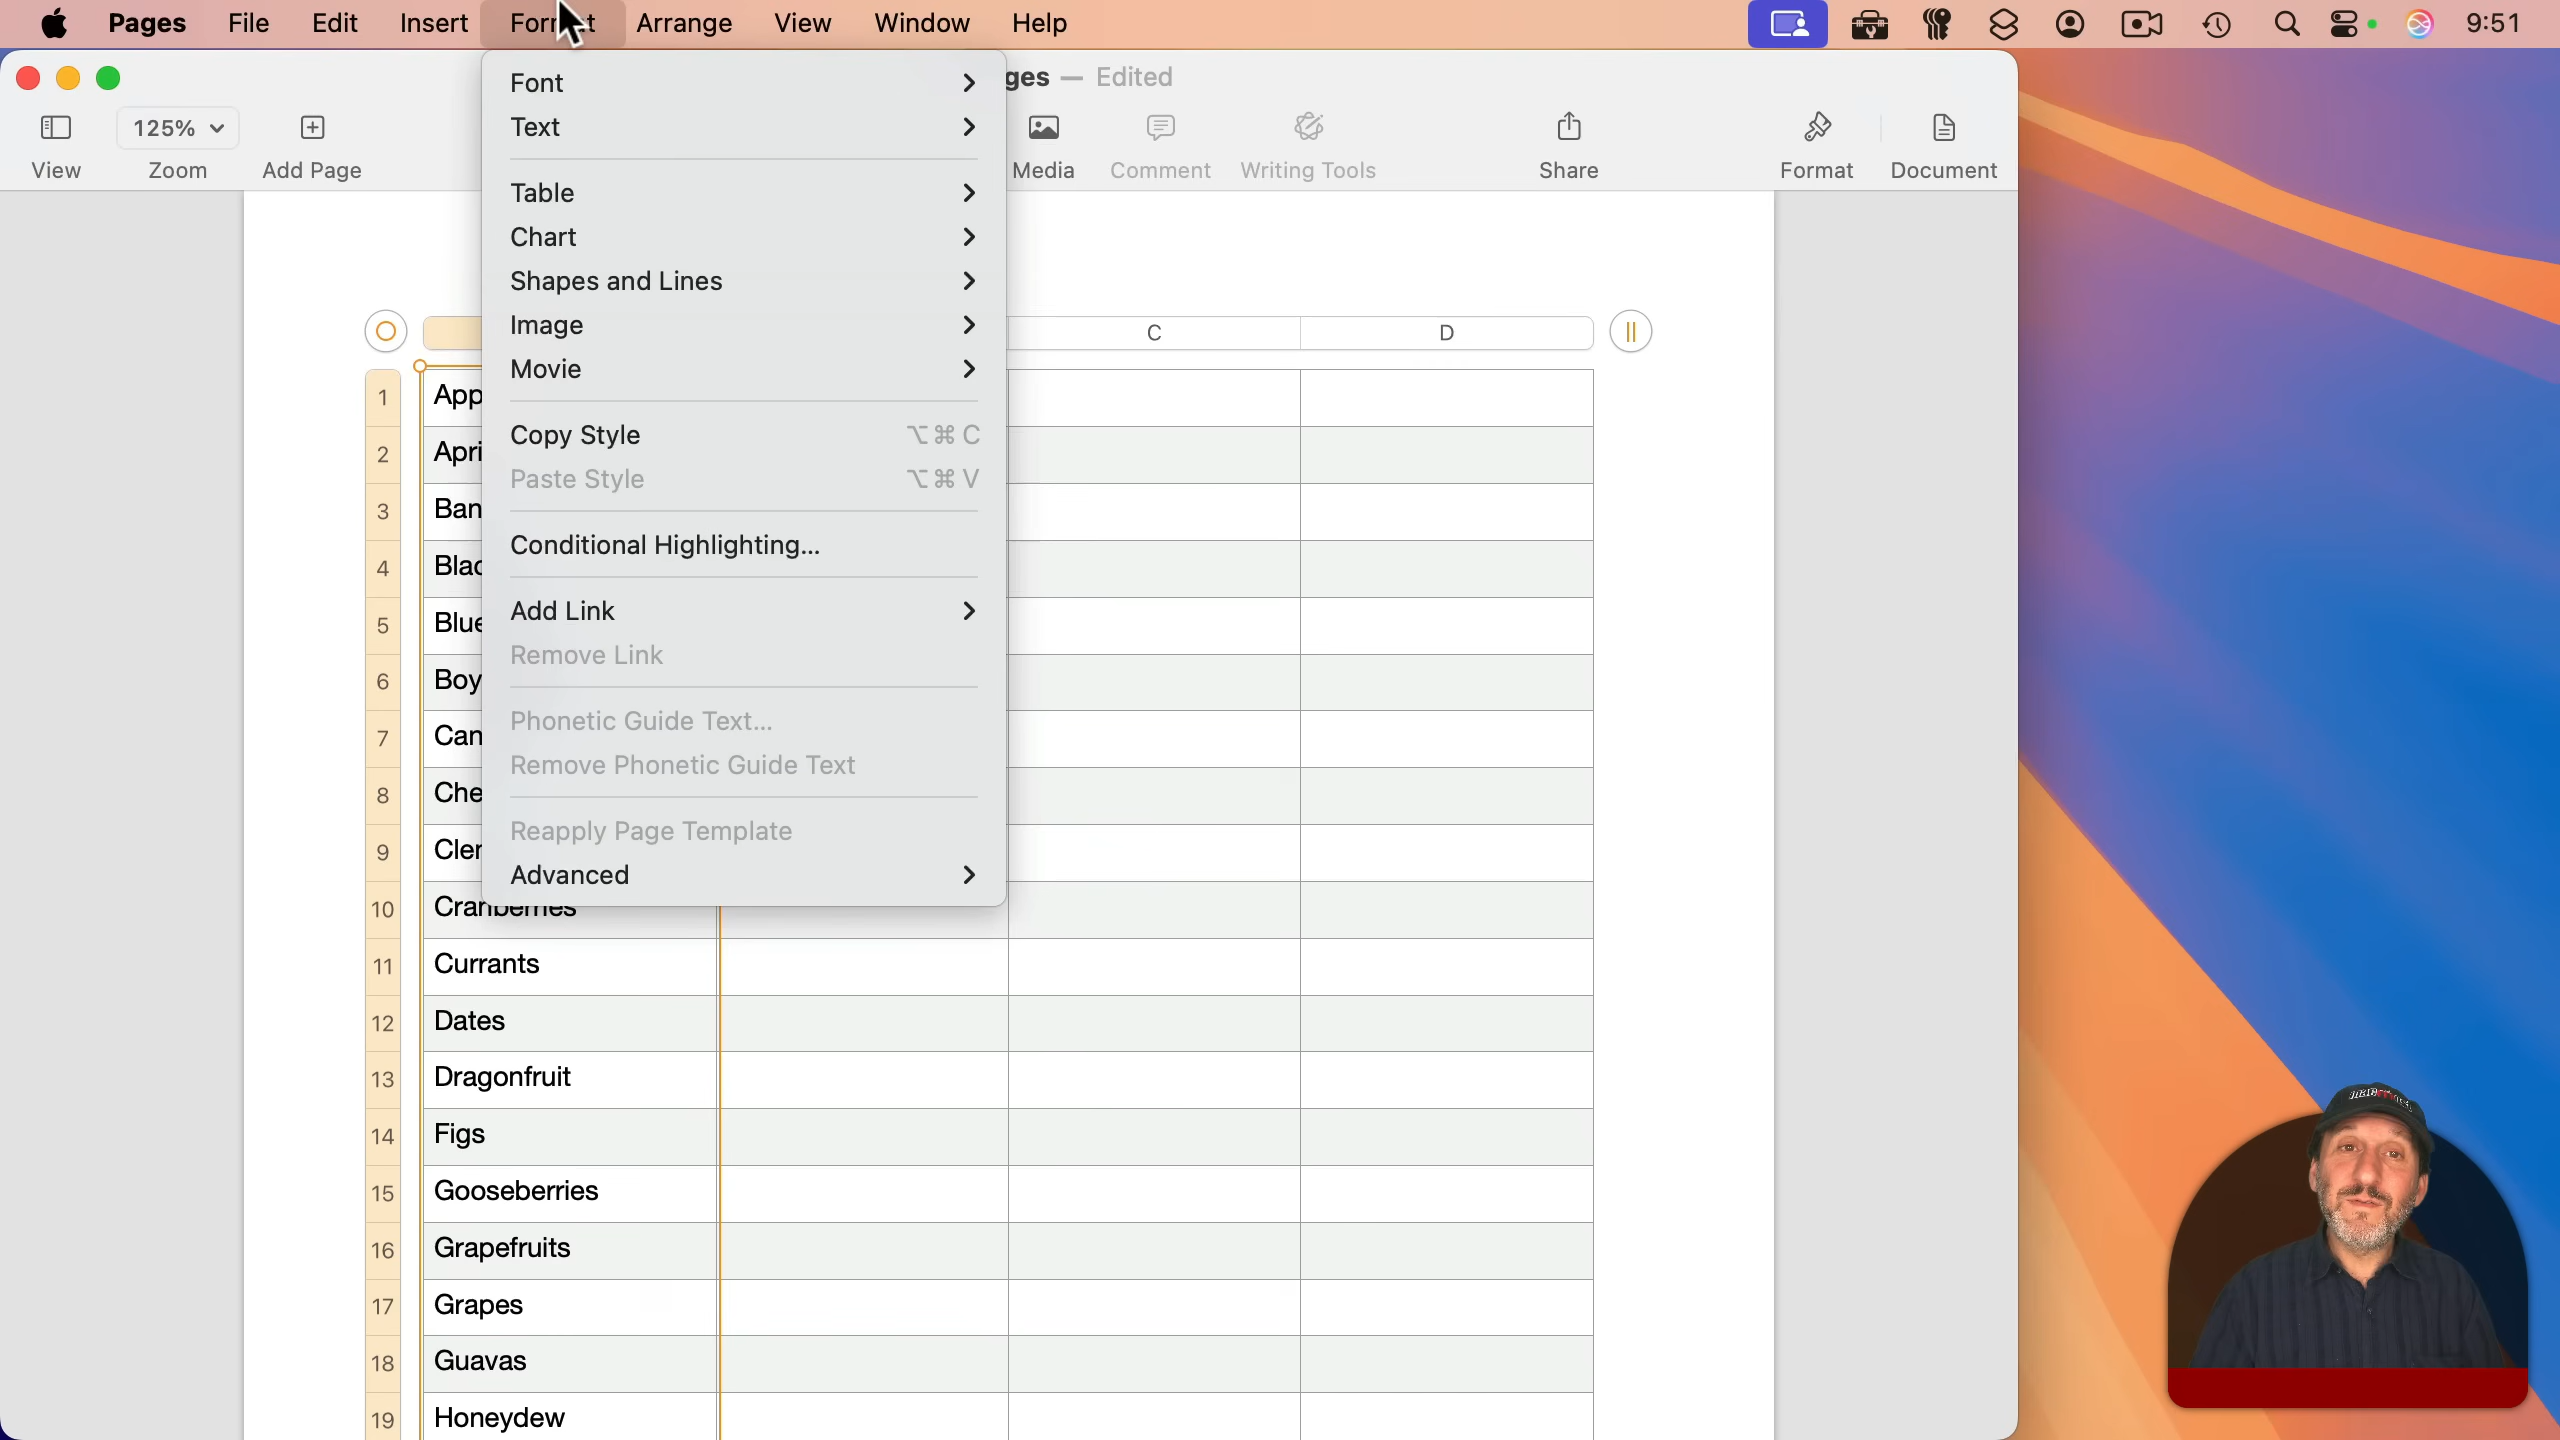 Pages File Edit Insert Format Arrange View Window Help 9:51
ges — Edited
125%
View Zoom Add Page Media Comment Writing Tools Share Format Document
Font
Text
Table
Chart
Shapes and Lines
Image
Movie
Copy Style ⌥⌘C
Paste Style ⌥⌘V
Conditional Highlighting...
Add Link
Remove Link
Phonetic Guide Text...
Remove Phonetic Guide Text
Reapply Page Template
Advanced
C D
1 App
2 Apri
3 Ban
4 Blac
5 Blue
6 Boy
7 Can
8 Che
9 Cler
10 Cranberries
11 Currants
12 Dates
13 Dragonfruit
14 Figs
15 Gooseberries
16 Grapefruits
17 Grapes
18 Guavas
19 Honeydew